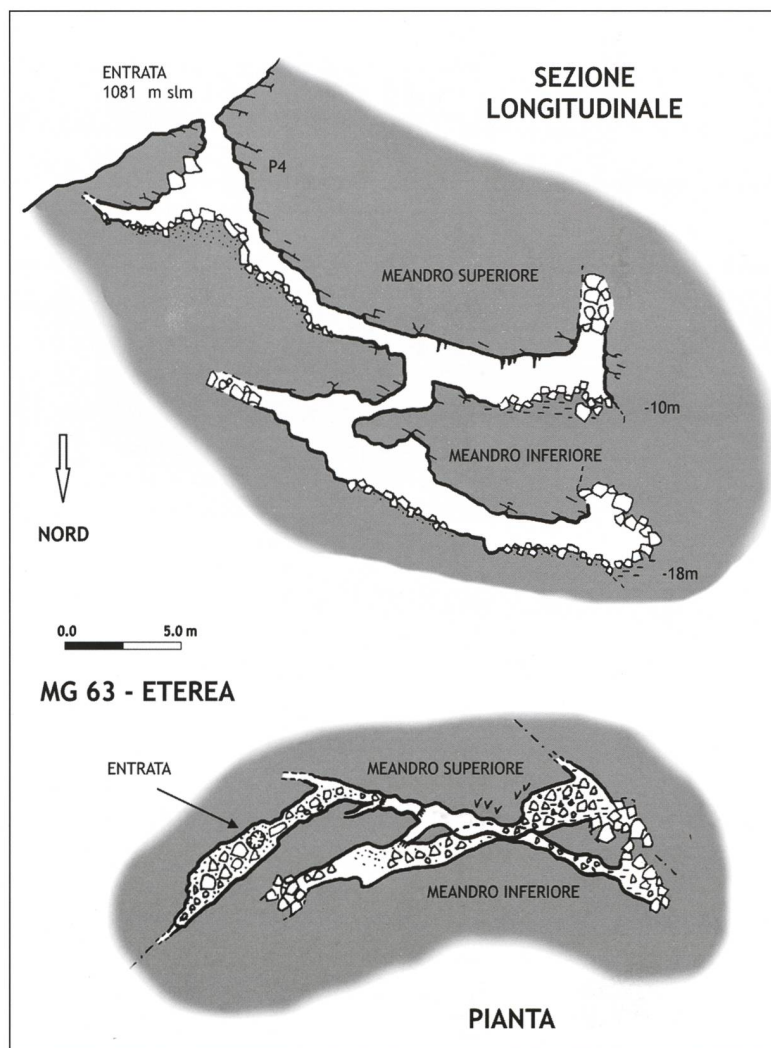 ENTRATA
1081 m slm
SEZIONE
LONGITUDINALE
P4
MEANDRO SUPERIORE
-10m
MEANDRO INFERIORE
NORD
-18m
0.0 5.0 m
MG 63 - ETEREA
ENTRATA
MEANDRO SUPERIORE
MEANDRO INFERIORE
PIANTA